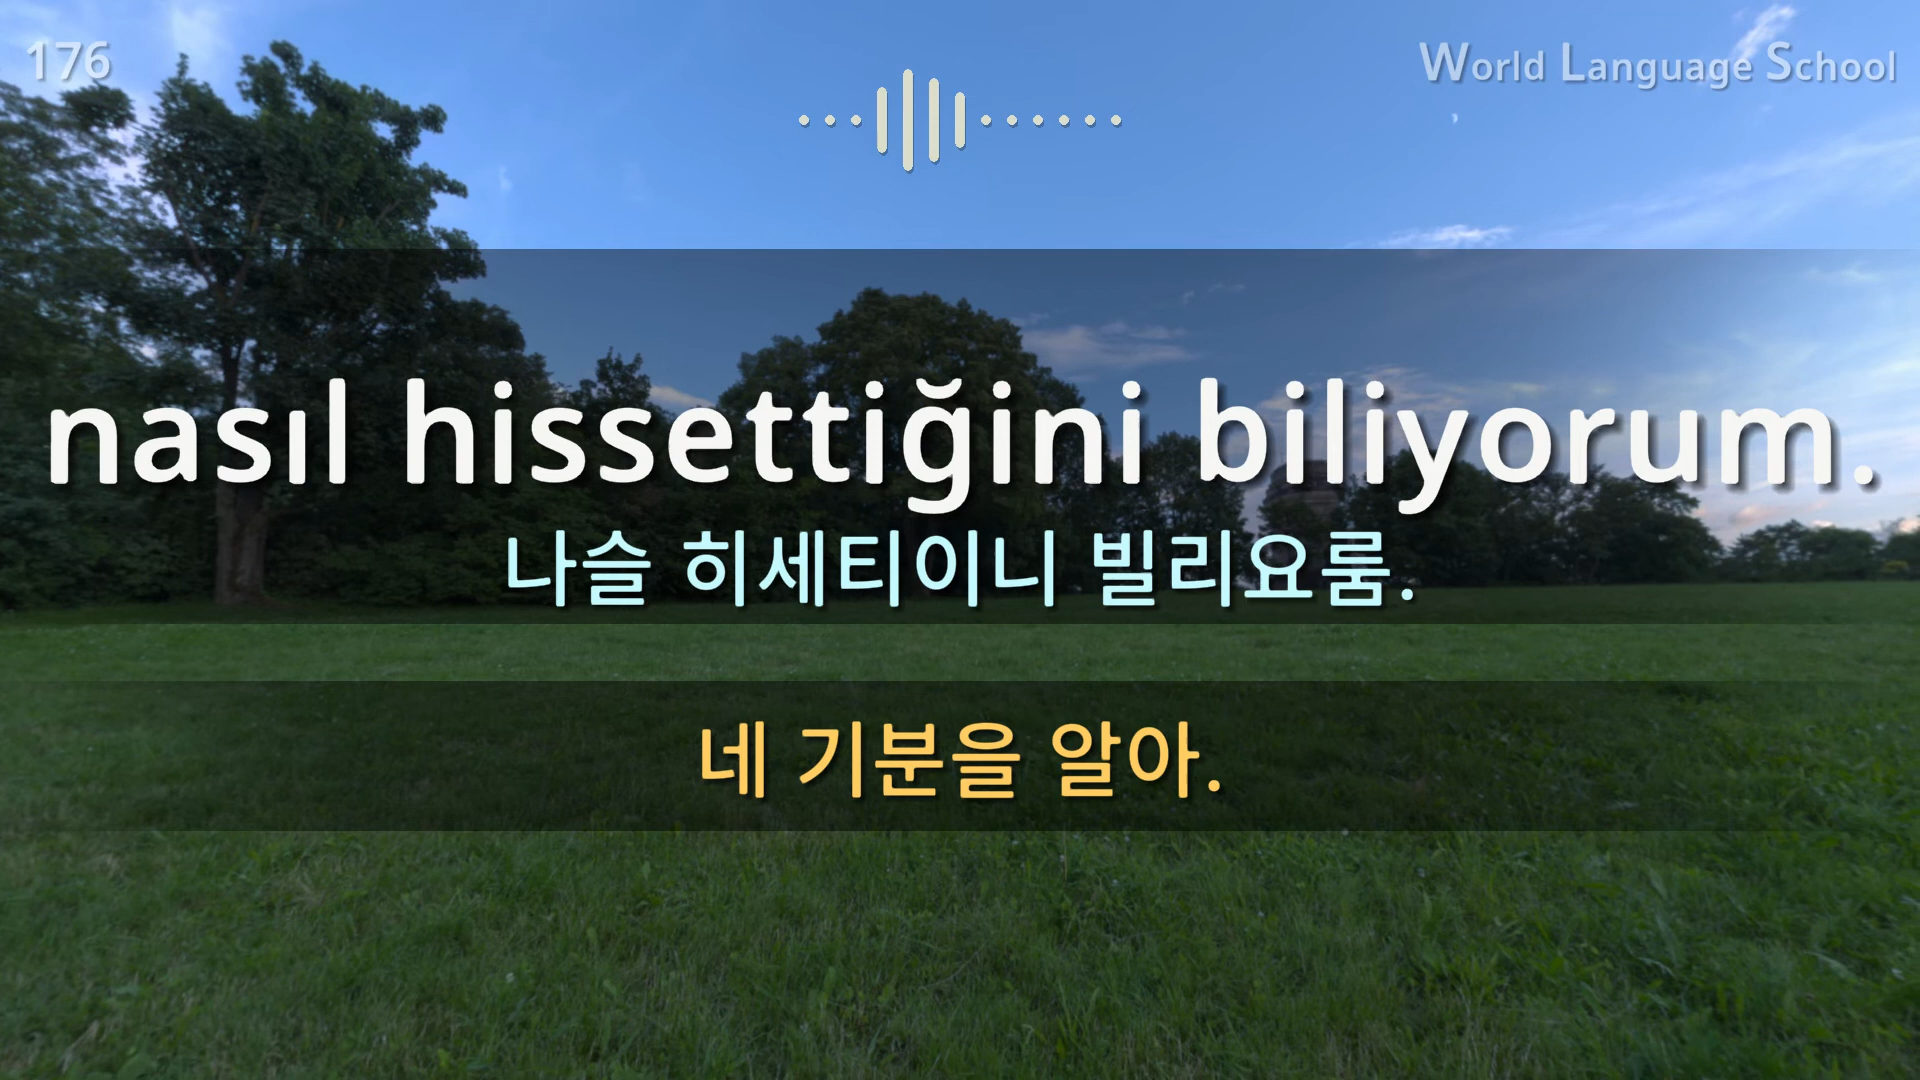 176
World Language School
nasıl hissettiğini biliyorum.
나슬 히세티이니 빌리요룸.
네 기분을 알아.